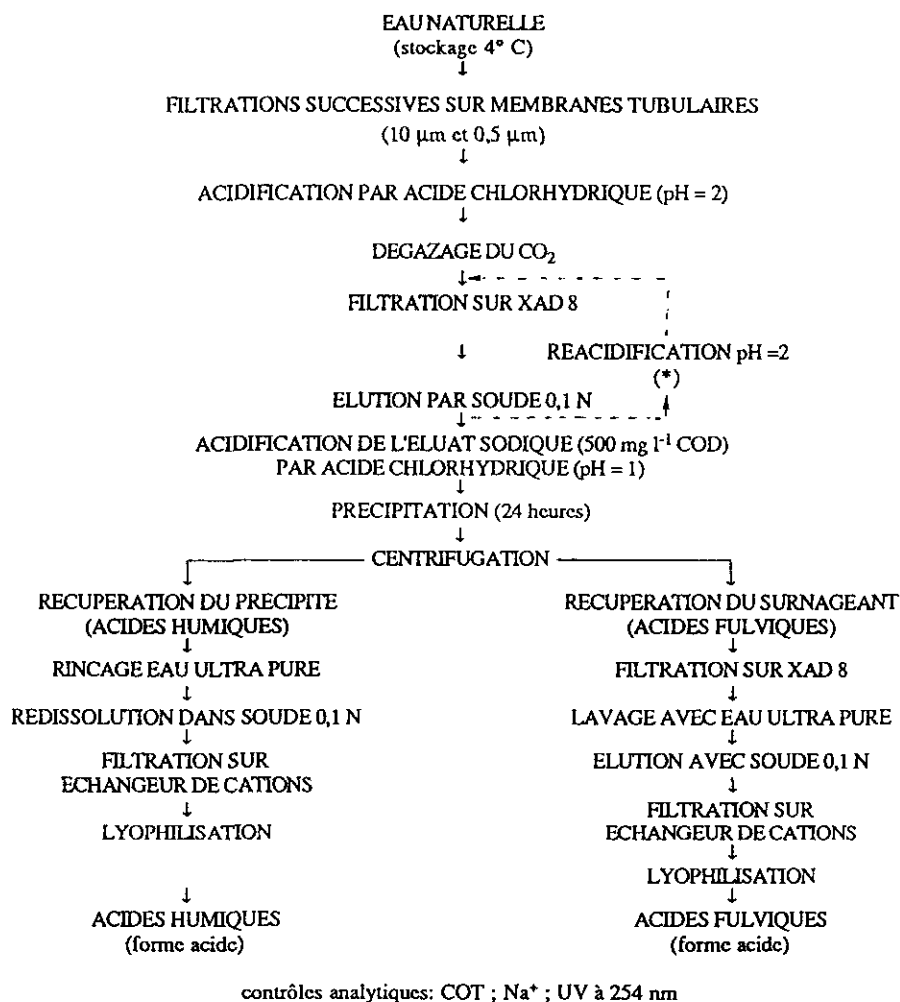 EAU NATURELLE
(stockage 4° C)
↓
FILTRATIONS SUCCESSIVES SUR MEMBRANES TUBULAIRES
(10 µm et 0,5 µm)
↓
ACIDIFICATION PAR ACIDE CHLORHYDRIQUE (pH = 2)
↓
DEGAZAGE DU CO₂
↓
FILTRATION SUR XAD 8
↓
REACIDIFICATION pH =2
(*)
ELUTION PAR SOUDE 0,1 N
↓
ACIDIFICATION DE L'ELUAT SODIQUE (500 mg l⁻¹ COD)
PAR ACIDE CHLORHYDRIQUE (pH = 1)
↓
PRECIPITATION (24 heures)
↓
CENTRIFUGATION
↓
RECUPERATION DU PRECIPITE
(ACIDES HUMIQUES)
↓
RINCAGE EAU ULTRA PURE
↓
REDISSOLUTION DANS SOUDE 0,1 N
↓
FILTRATION SUR
ECHANGEUR DE CATIONS
↓
LYOPHILISATION
↓
ACIDES HUMIQUES
(forme acide)
↓
RECUPERATION DU SURNAGEANT
(ACIDES FULVIQUES)
↓
FILTRATION SUR XAD 8
↓
LAVAGE AVEC EAU ULTRA PURE
↓
ELUTION AVEC SOUDE 0,1 N
↓
FILTRATION SUR
ECHANGEUR DE CATIONS
↓
LYOPHILISATION
↓
ACIDES FULVIQUES
(forme acide)
contrôles analytiques: COT ; Na⁺ ; UV à 254 nm